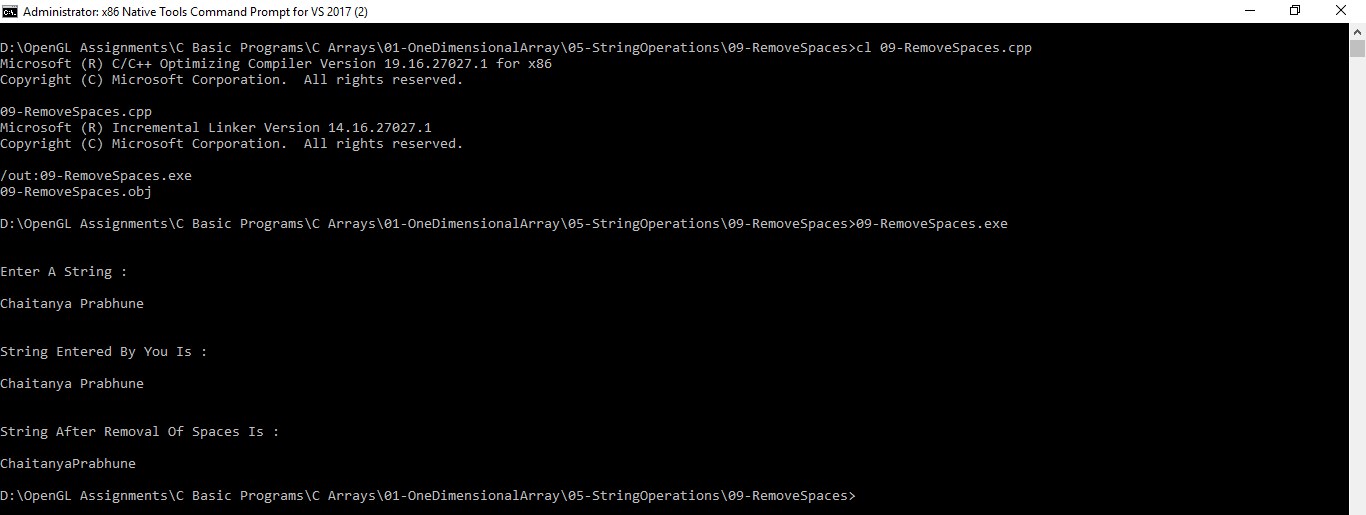 Administrator: x86 Native Tools Command Prompt for VS 2017 (2)
D:\OpenGL Assignments\C Basic Programs\C Arrays\01-OneDimensionalArray\05-StringOperations\09-RemoveSpaces>cl 09-RemoveSpaces.cpp
Microsoft (R) C/C++ Optimizing Compiler Version 19.16.27027.1 for x86
Copyright (C) Microsoft Corporation.  All rights reserved.
09-RemoveSpaces.cpp
Microsoft (R) Incremental Linker Version 14.16.27027.1
Copyright (C) Microsoft Corporation.  All rights reserved.
/out:09-RemoveSpaces.exe
09-RemoveSpaces.obj
D:\OpenGL Assignments\C Basic Programs\C Arrays\01-OneDimensionalArray\05-StringOperations\09-RemoveSpaces>09-RemoveSpaces.exe
Enter A String :
Chaitanya Prabhune
String Entered By You Is :
Chaitanya Prabhune
String After Removal Of Spaces Is :
ChaitanyaPrabhune
D:\OpenGL Assignments\C Basic Programs\C Arrays\01-OneDimensionalArray\05-StringOperations\09-RemoveSpaces>